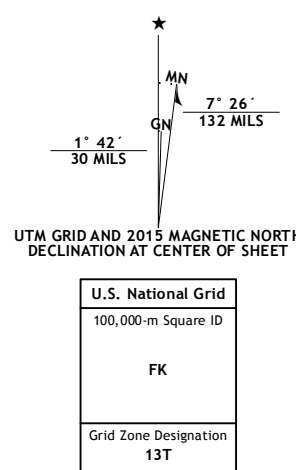 ★
MN
7° 26´
132 MILS
GN
1° 42´
30 MILS
UTM GRID AND 2015 MAGNETIC NORTH
DECLINATION AT CENTER OF SHEET
U.S. National Grid
100,000-m Square ID
FK
Grid Zone Designation
13T